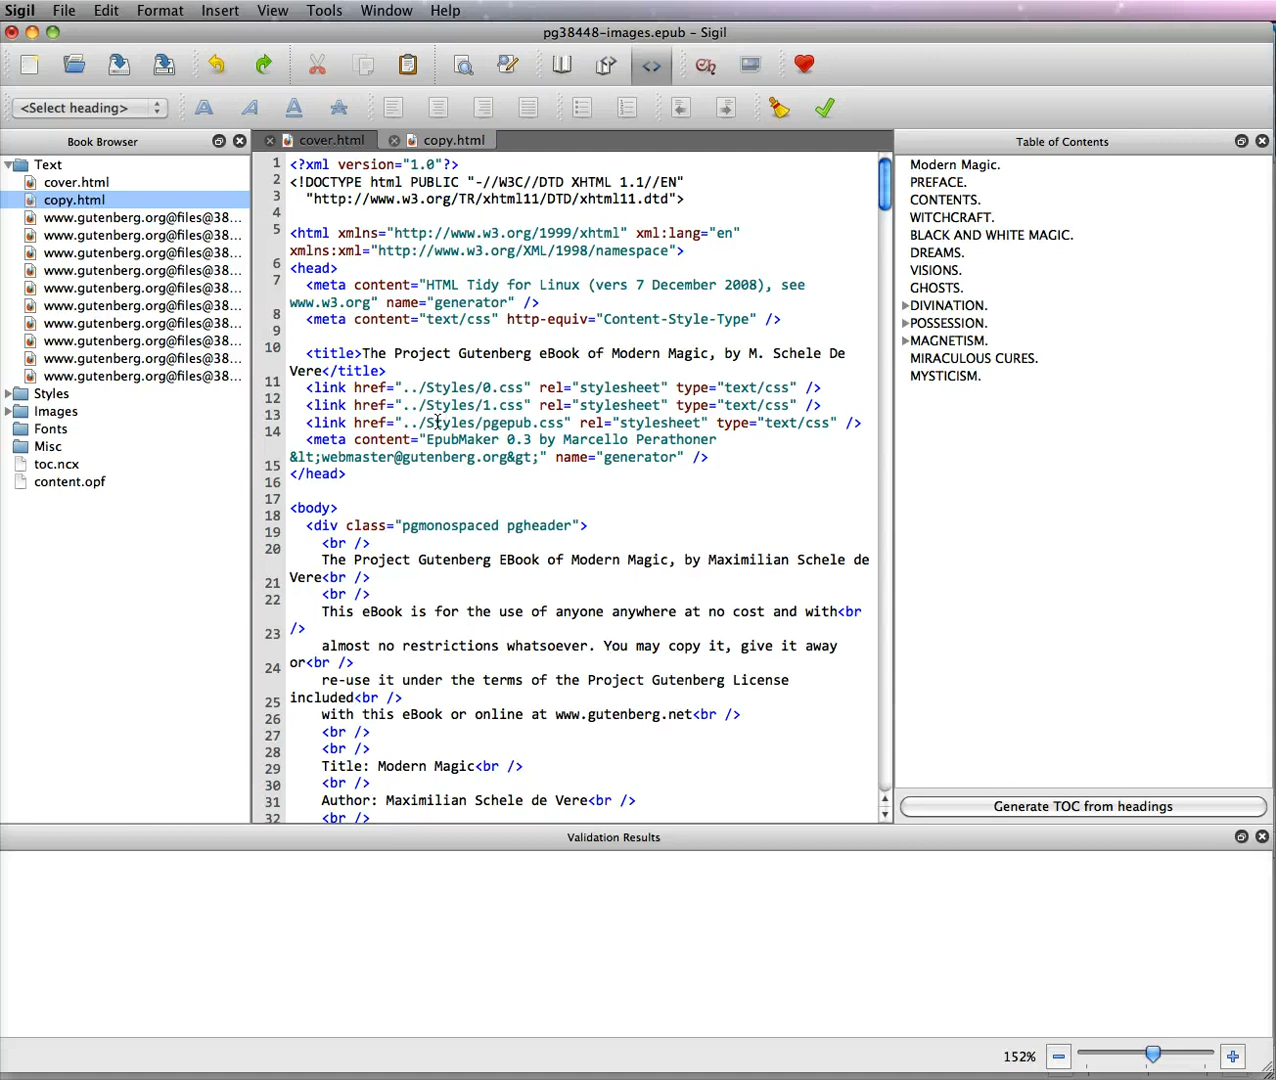 Sigil File Edit Format Insert View Tools Window Help
pg38448-images.epub - Sigil
<Select heading>
Book Browser
cover.html
copy.html
Table of Contents
Text
cover.html
copy.html
www.gutenberg.org@files@38...
www.gutenberg.org@files@38...
www.gutenberg.org@files@38...
www.gutenberg.org@files@38...
www.gutenberg.org@files@38...
www.gutenberg.org@files@38...
www.gutenberg.org@files@38...
www.gutenberg.org@files@38...
www.gutenberg.org@files@38...
www.gutenberg.org@files@38...
Styles
Images
Fonts
Misc
toc.ncx
content.opf
1 <?xml version="1.0"?>
2 <!DOCTYPE html PUBLIC "-//W3C//DTD XHTML 1.1//EN"
3 "http://www.w3.org/TR/xhtml11/DTD/xhtml11.dtd">
4
5 <html xmlns="http://www.w3.org/1999/xhtml" xml:lang="en"
xmlns:xml="http://www.w3.org/XML/1998/namespace">
6 <head>
7 <meta content="HTML Tidy for Linux (vers 7 December 2008), see
www.w3.org" name="generator" />
8 <meta content="text/css" http-equiv="Content-Style-Type" />
9
10 <title>The Project Gutenberg eBook of Modern Magic, by M. Schele De
Vere</title>
11 <link href="../Styles/0.css" rel="stylesheet" type="text/css" />
12 <link href="../Styles/1.css" rel="stylesheet" type="text/css" />
13 <link href="../Styles/pgepub.css" rel="stylesheet" type="text/css" />
14 <meta content="EpubMaker 0.3 by Marcello Perathoner
&lt;webmaster@gutenberg.org&gt;" name="generator" />
15 </head>
16
17 <body>
18 <div class="pgmonospaced pgheader">
19 <br />
20 The Project Gutenberg EBook of Modern Magic, by Maximilian Schele de
Vere<br />
21 <br />
22 This eBook is for the use of anyone anywhere at no cost and with<br
/>
23 almost no restrictions whatsoever. You may copy it, give it away
or<br />
24 re-use it under the terms of the Project Gutenberg License
included<br />
25 with this eBook or online at www.gutenberg.net<br />
26 <br />
27 <br />
28 Title: Modern Magic<br />
29 <br />
30 Author: Maximilian Schele de Vere<br />
31 <br />
32
Modern Magic.
PREFACE.
CONTENTS.
WITCHCRAFT.
BLACK AND WHITE MAGIC.
DREAMS.
VISIONS.
GHOSTS.
DIVINATION.
POSSESSION.
MAGNETISM.
MIRACULOUS CURES.
MYSTICISM.
Generate TOC from headings
Validation Results
152%